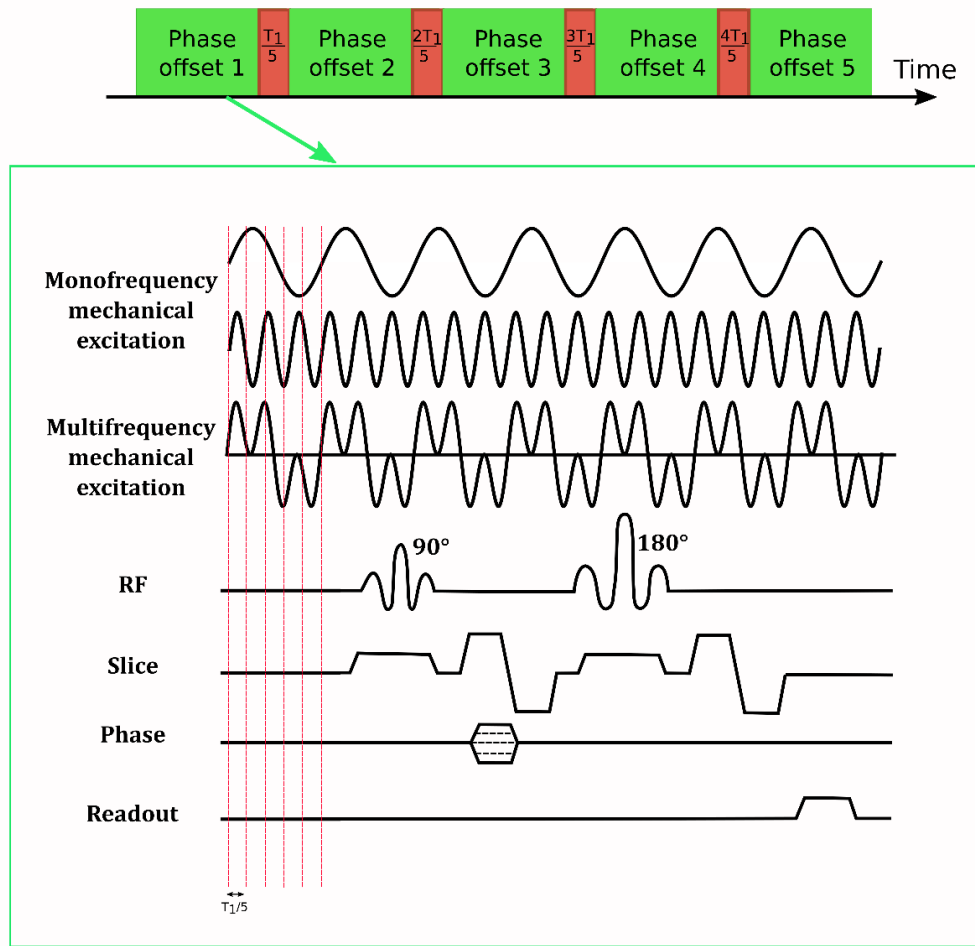 Phase offset 1
T1/5
Phase offset 2
2T1/5
Phase offset 3
3T1/5
Phase offset 4
4T1/5
Phase offset 5
Time
Monofrequency
mechanical
excitation
Multifrequency
mechanical
excitation
RF
90°
180°
Slice
Phase
Readout
T1/5